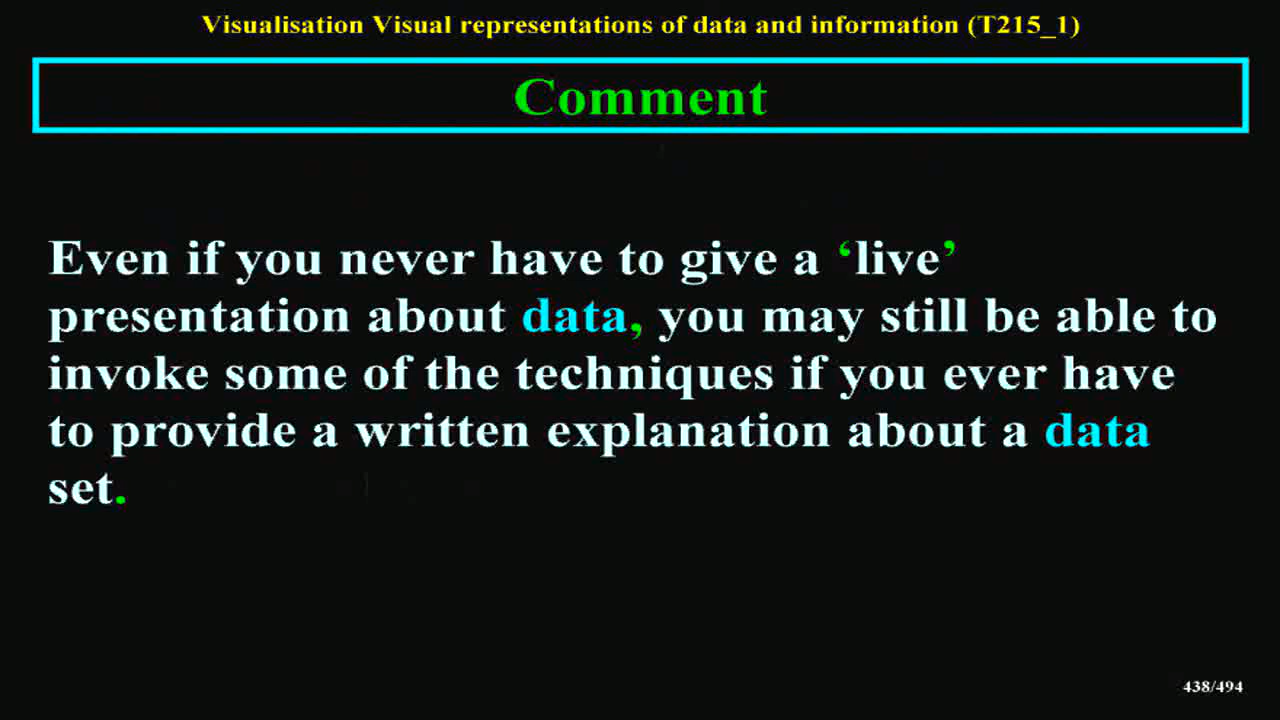 Visualisation Visual representations of data and information (T215_1)
Comment
Even if you never have to give a ‘live’
presentation about data, you may still be able to
invoke some of the techniques if you ever have
to provide a written explanation about a data
set.
438/494